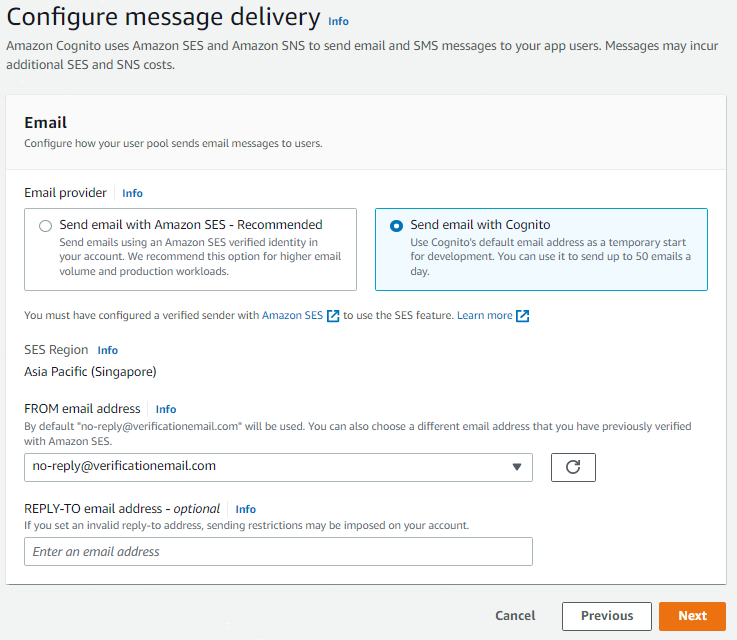 Configure message delivery Info
Amazon Cognito uses Amazon SES and Amazon SNS to send email and SMS messages to your app users. Messages may incur
additional SES and SNS costs.
Email
Configure how your user pool sends email messages to users.
Email provider Info
Send email with Amazon SES - Recommended
Send emails using an Amazon SES verified identity in
your account. We recommend this option for higher email
volume and production workloads.
Send email with Cognito
Use Cognito's default email address as a temporary start
for development. You can use it to send up to 50 emails a
day.
You must have configured a verified sender with Amazon SES to use the SES feature. Learn more
SES Region Info
Asia Pacific (Singapore)
FROM email address Info
By default "no-reply@verificationemail.com" will be used. You can also choose a different email address that you have previously verified
with Amazon SES.
no-reply@verificationemail.com
REPLY-TO email address - optional Info
If you set an invalid reply-to address, sending restrictions may be imposed on your account.
Enter an email address
Cancel Previous Next